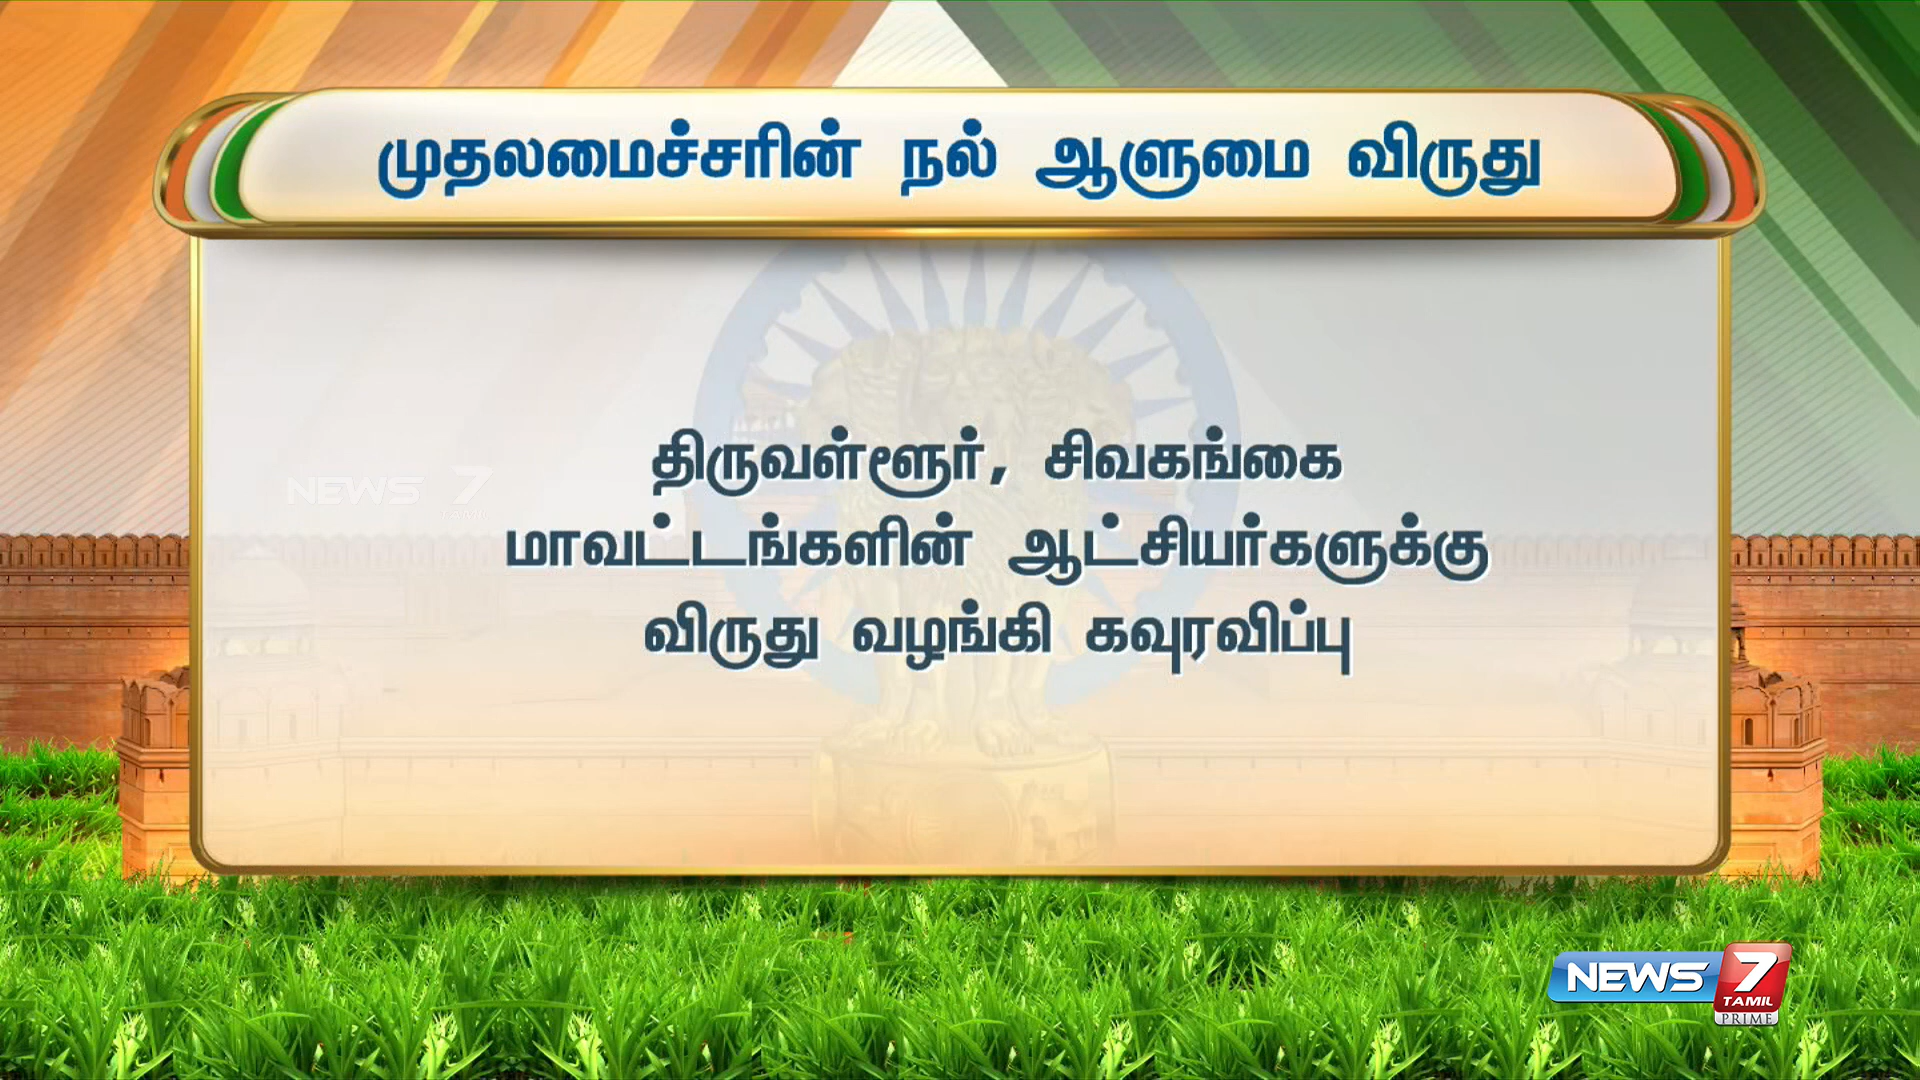 முதலமைச்சரின் நல் ஆளுமை விருது
திருவள்ளூர், சிவகங்கை
மாவட்டங்களின் ஆட்சியர்களுக்கு
விருது வழங்கி கவுரவிப்பு
NEWS 7
TAMIL
NEWS 7
TAMIL
PRIME